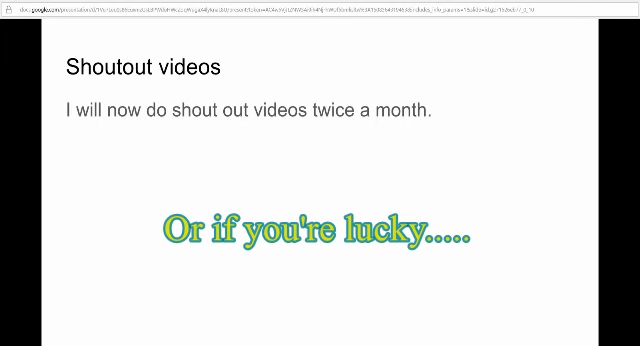 Shoutout videos
I will now do shout out videos twice a month.
Or if you're lucky.....